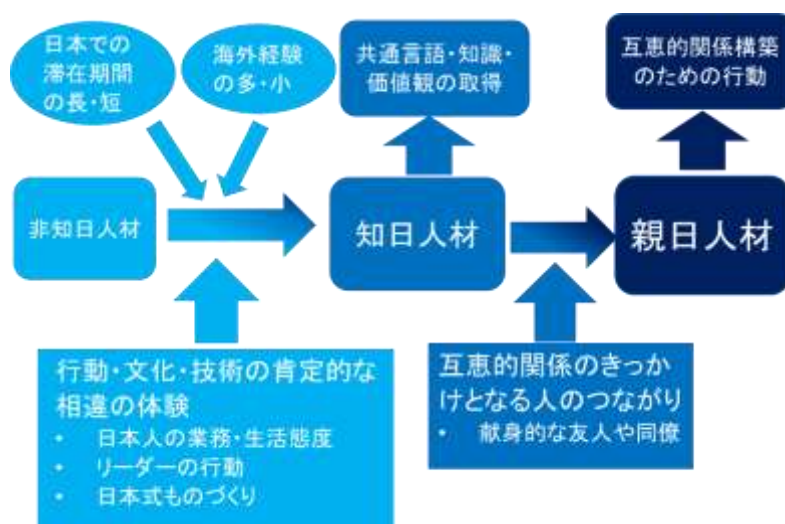 日本での
滞在期間
の長・短
海外経験
の多・小
共通言語・知識・
価値観の取得
互恵的関係構築
のための行動
非知日人材
知日人材
親日人材
行動・文化・技術の肯定的な
相違の体験
• 日本人の業務・生活態度
• リーダーの行動
• 日本式ものづくり
互恵的関係のきっか
けとなる人のつながり
• 献身的な友人や同僚